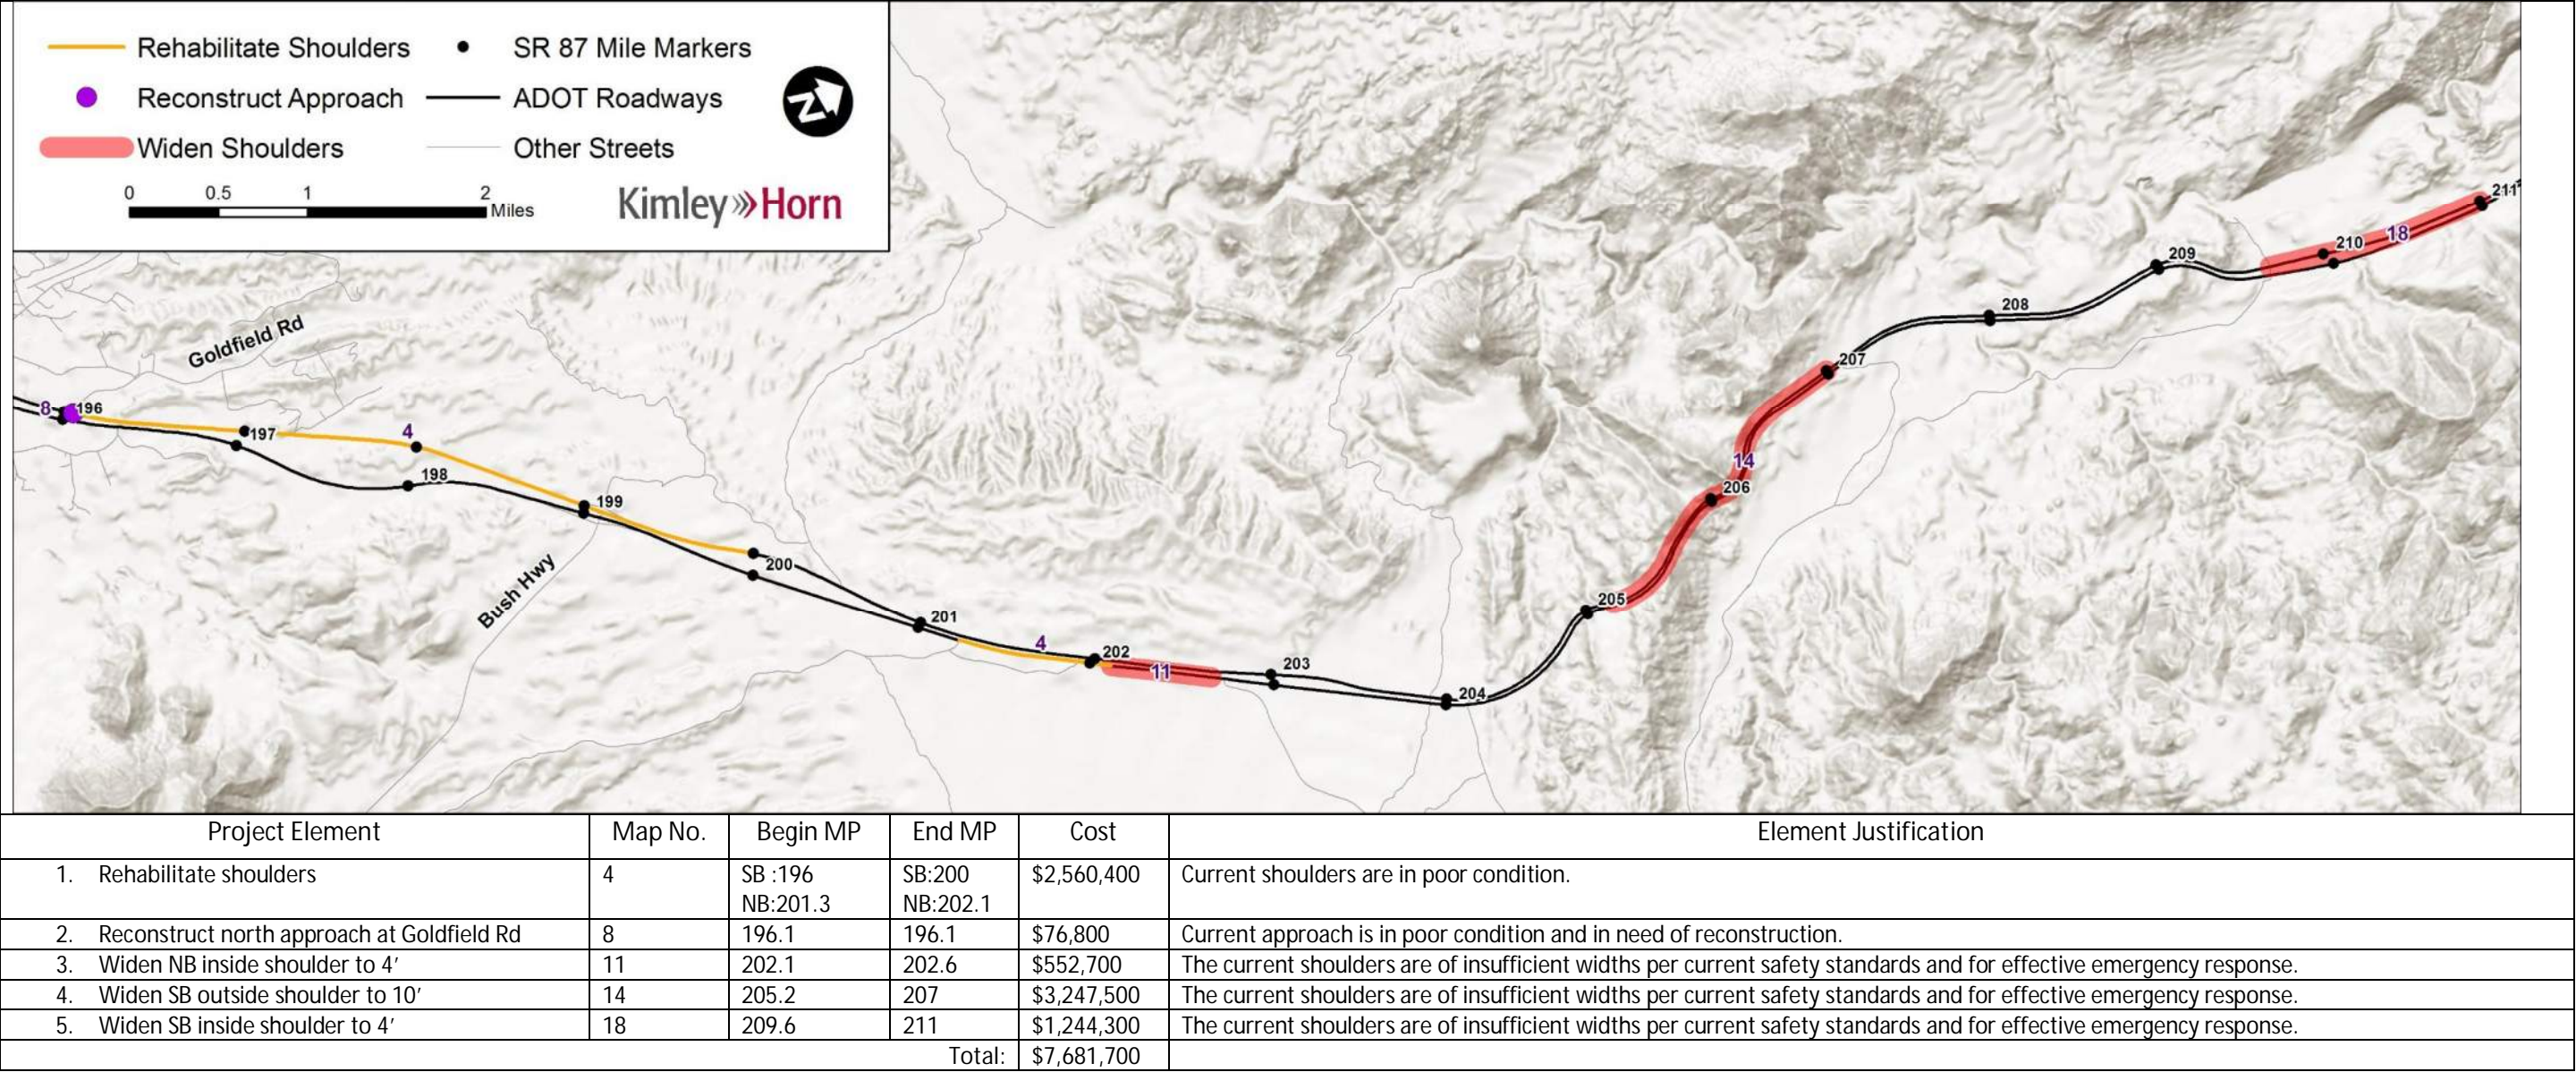 Rehabilitate Shoulders
SR 87 Mile Markers
Reconstruct Approach
ADOT Roadways
Widen Shoulders
Other Streets
N
0 0.5 1 2
Miles
Kimley»Horn
211
210
18
209
208
207
14
206
205
Goldfield Rd
8
196
197
4
198
199
200
Bush Hwy
201
4
202
11
203
204
Project Element Map No. Begin MP End MP Cost Element Justification
1. Rehabilitate shoulders 4 SB :196 SB:200 $2,560,400 Current shoulders are in poor condition.
NB:201.3 NB:202.1
2. Reconstruct north approach at Goldfield Rd 8 196.1 196.1 $76,800 Current approach is in poor condition and in need of reconstruction.
3. Widen NB inside shoulder to 4' 11 202.1 202.6 $552,700 The current shoulders are of insufficient widths per current safety standards and for effective emergency response.
4. Widen SB outside shoulder to 10' 14 205.2 207 $3,247,500 The current shoulders are of insufficient widths per current safety standards and for effective emergency response.
5. Widen SB inside shoulder to 4' 18 209.6 211 $1,244,300 The current shoulders are of insufficient widths per current safety standards and for effective emergency response.
Total: $7,681,700